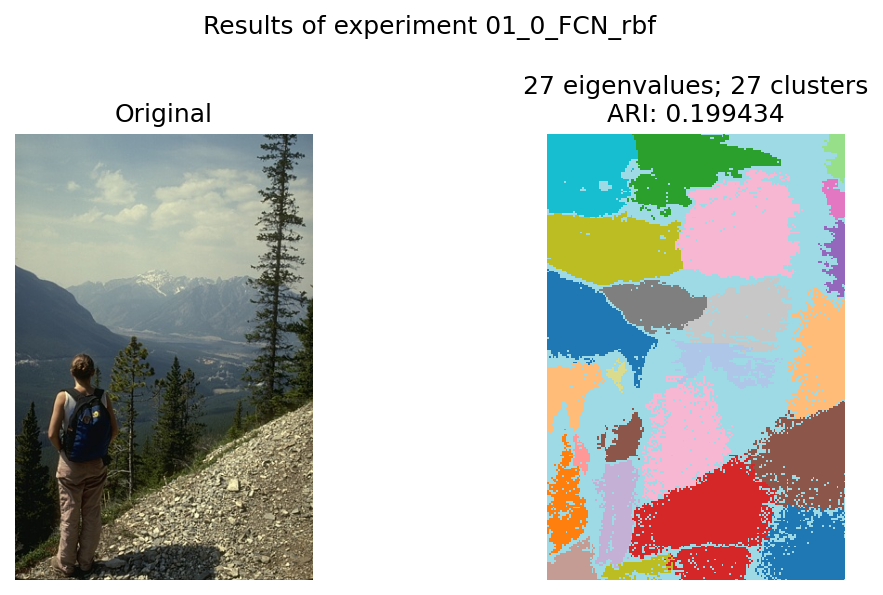 Results of experiment 01_0_FCN_rbf
Original
27 eigenvalues; 27 clusters
ARI: 0.199434